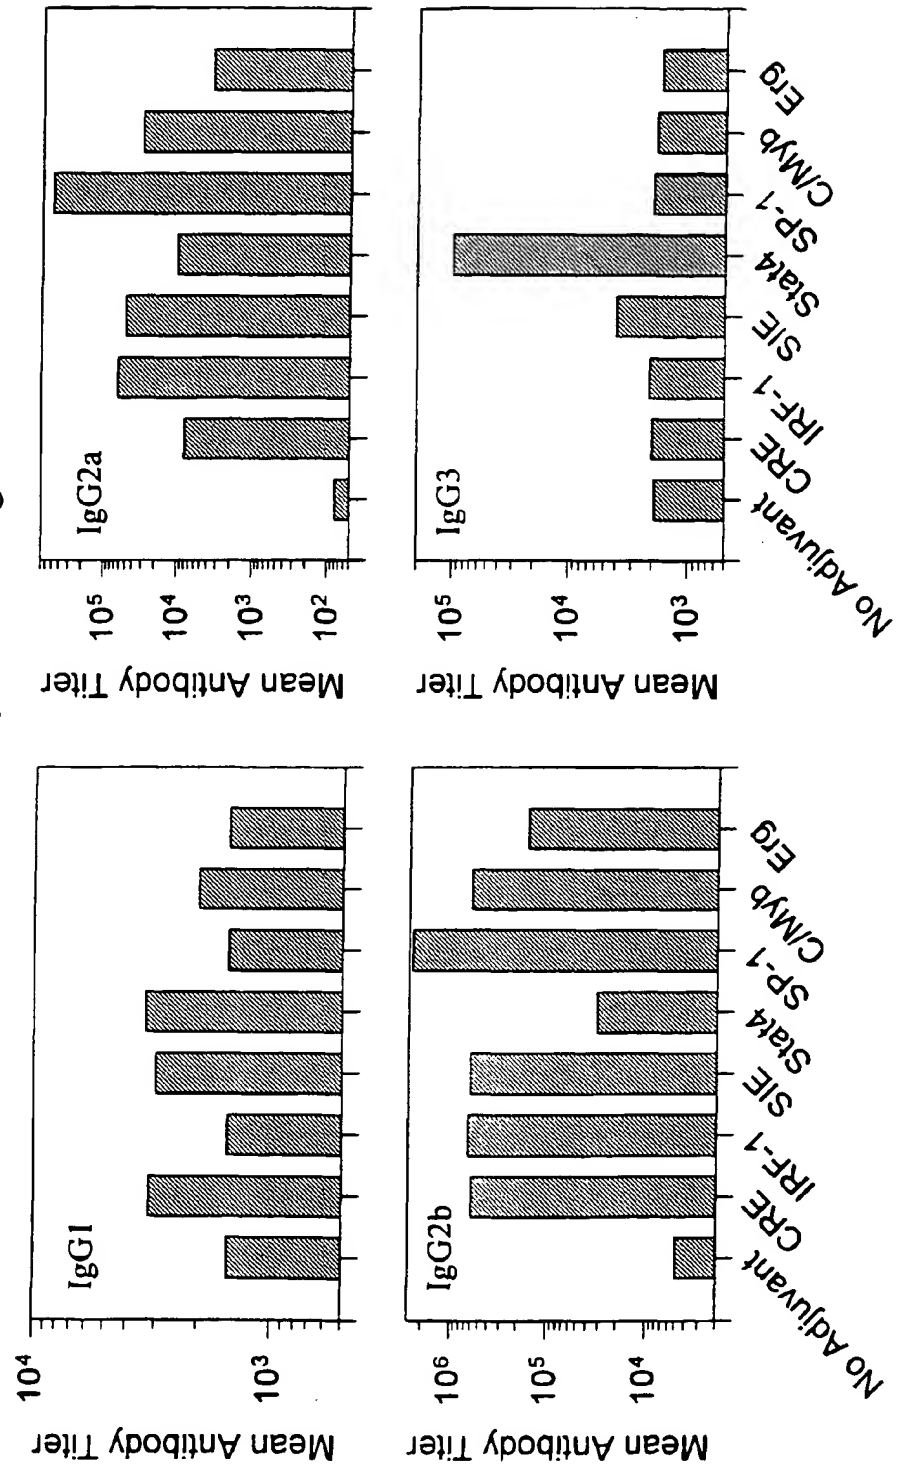 IgG1
10⁴
10³
Mean Antibody Titer
IgG2a
10⁵
10⁴
10³
10²
Mean Antibody Titer
IgG2b
10⁶
10⁵
10⁴
Mean Antibody Titer
No Adjuvant
CRE
IRF-1
SIE
Stat4
SP-1
C/Myb
Erg
IgG3
10⁵
10⁴
10³
Mean Antibody Titer
No Adjuvant
CRE
IRF-1
SIE
Stat4
SP-1
C/Myb
Erg